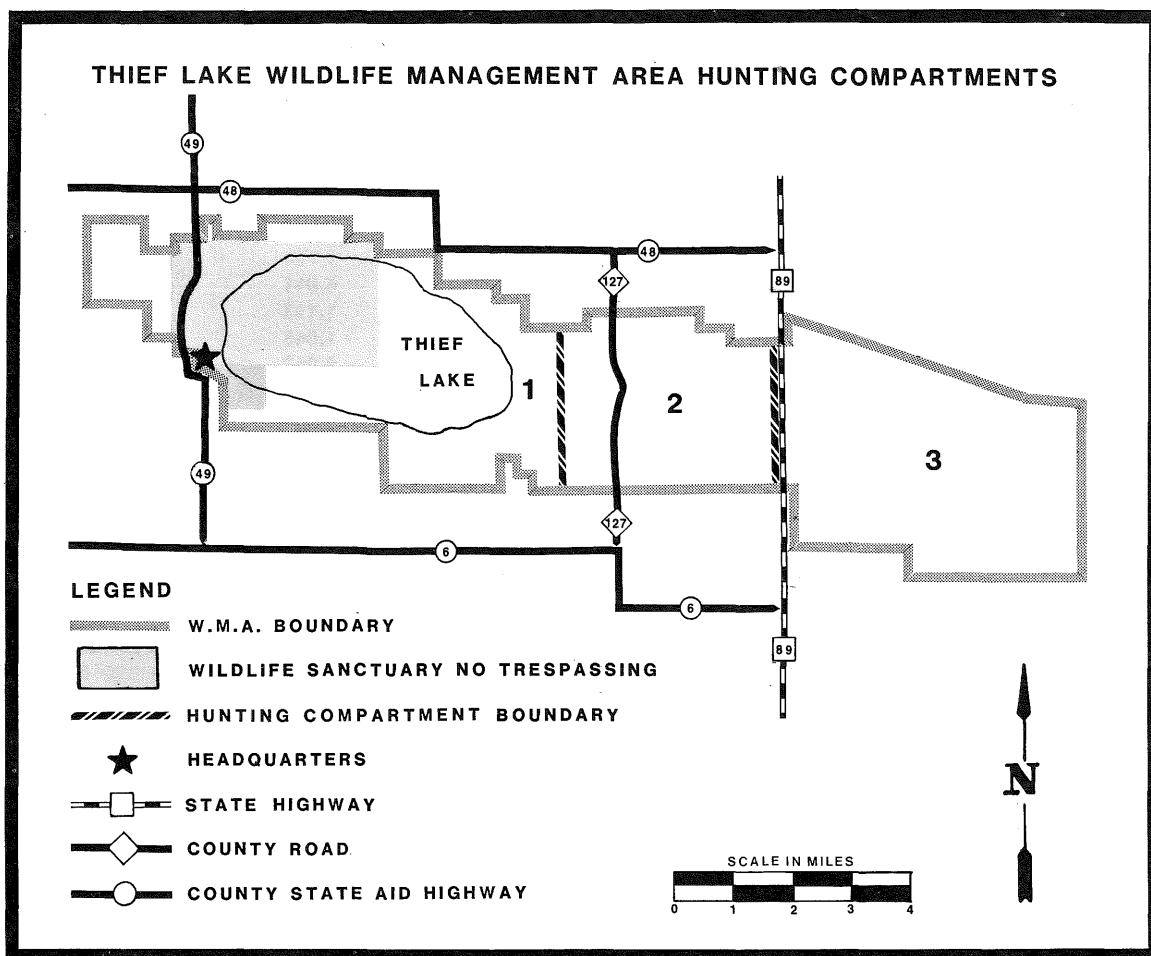 THIEF LAKE WILDLIFE MANAGEMENT AREA HUNTING COMPARTMENTS
49
48
48
127
89
THIEF
LAKE
1
2
3
49
127
6
6
89
LEGEND
W.M.A. BOUNDARY
WILDLIFE SANCTUARY NO TRESPASSING
HUNTING COMPARTMENT BOUNDARY
HEADQUARTERS
STATE HIGHWAY
COUNTY ROAD
COUNTY STATE AID HIGHWAY
N
SCALE IN MILES
0 1 2 3 4